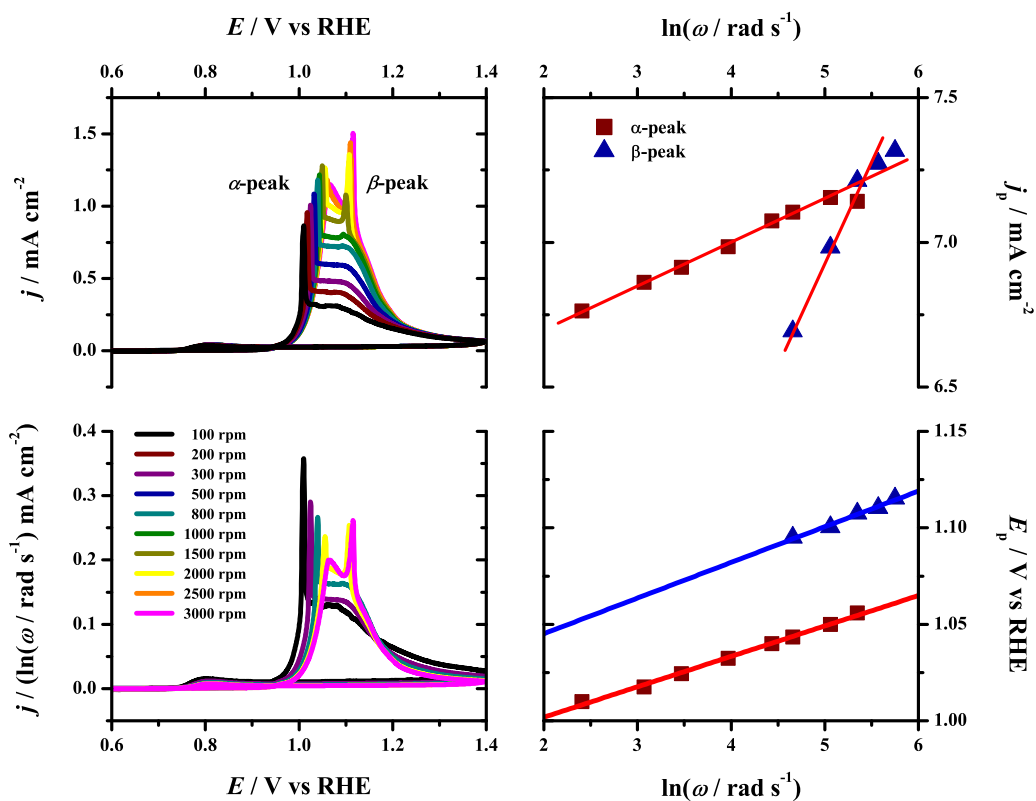 E / V vs RHE
0.6 0.8 1.0 1.2 1.4
j / mA cm⁻²
1.5
1.0
0.5
0.0
α-peak
β-peak
ln(ω / rad s⁻¹)
2 3 4 5 6
α-peak
β-peak
7.5
7.0
6.5
jₚ / mA cm⁻²
j / (ln(ω / rad s⁻¹) mA cm⁻²
0.4
0.3
0.2
0.1
0.0
100 rpm
200 rpm
300 rpm
500 rpm
800 rpm
1000 rpm
1500 rpm
2000 rpm
2500 rpm
3000 rpm
0.6 0.8 1.0 1.2 1.4
E / V vs RHE
1.15
1.10
1.05
1.00
Eₚ / V vs RHE
2 3 4 5 6
ln(ω / rad s⁻¹)